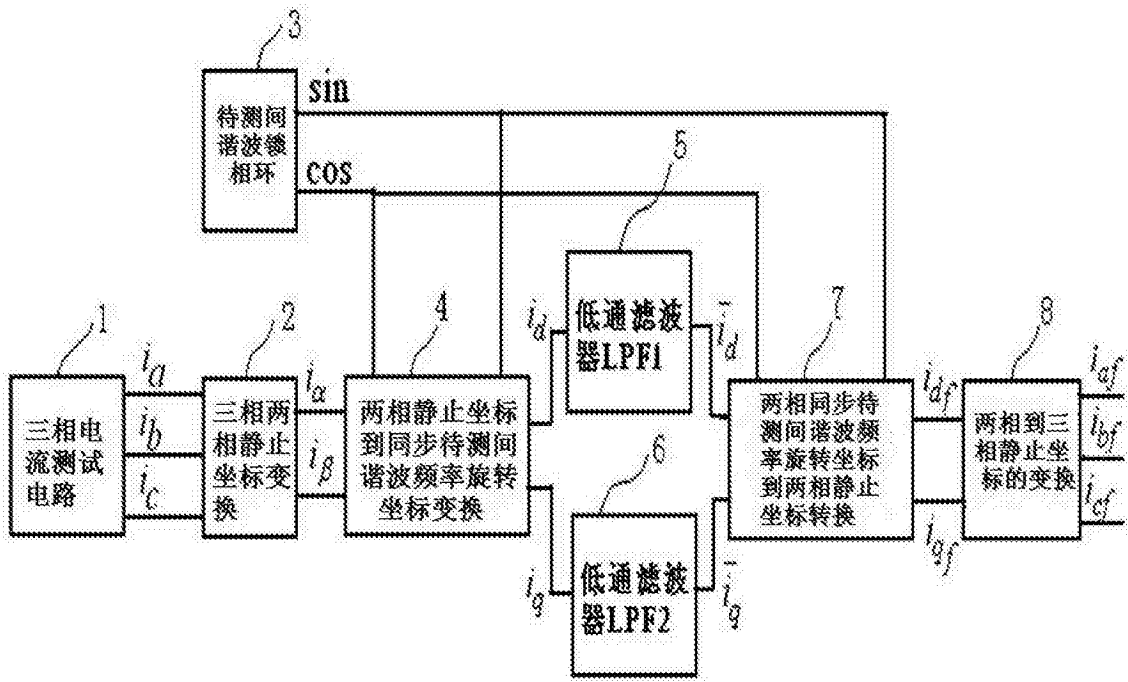 3
待测间
谐波锁
相环
sin
cos
1
三相电
流测试
电路
i_a
i_b
i_c
2
三相两
相静止
坐标变
换
i_α
i_β
4
两相静止坐标
到同步待测间
谐波频率旋转
坐标变换
i_d
i_q
5
低通滤波
器LPF1
i̅_d
6
低通滤波
器LPF2
i̅_q
7
两相同步待
测间谐波频
率旋转坐标
到两相静止
坐标转换
i_df
i_qf
8
两相到三
相静止坐
标的变换
i_af
i_bf
i_cf